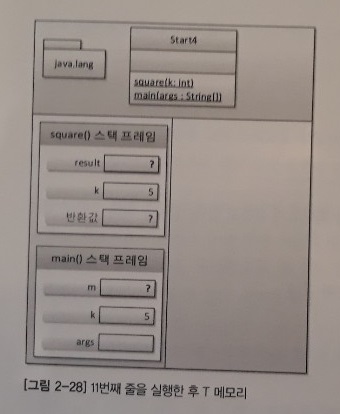 Start4
java.lang
square(k: int)
main(args : String[])
square() 스택 프레임
result ?
k 5
반환값 ?
main() 스택 프레임
m ?
k 5
args
[그림 2-28] 11번째 줄을 실행한 후 T 메모리